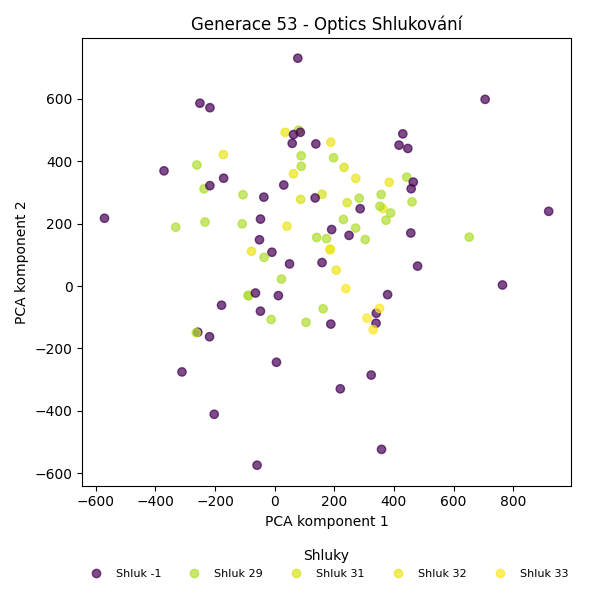 Generace 53 - Optics Shlukování
PCA komponent 2
600
400
200
0
−200
−400
−600
−600 −400 −200 0 200 400 600 800
PCA komponent 1
Shluky
Shluk -1 Shluk 29 Shluk 31 Shluk 32 Shluk 33